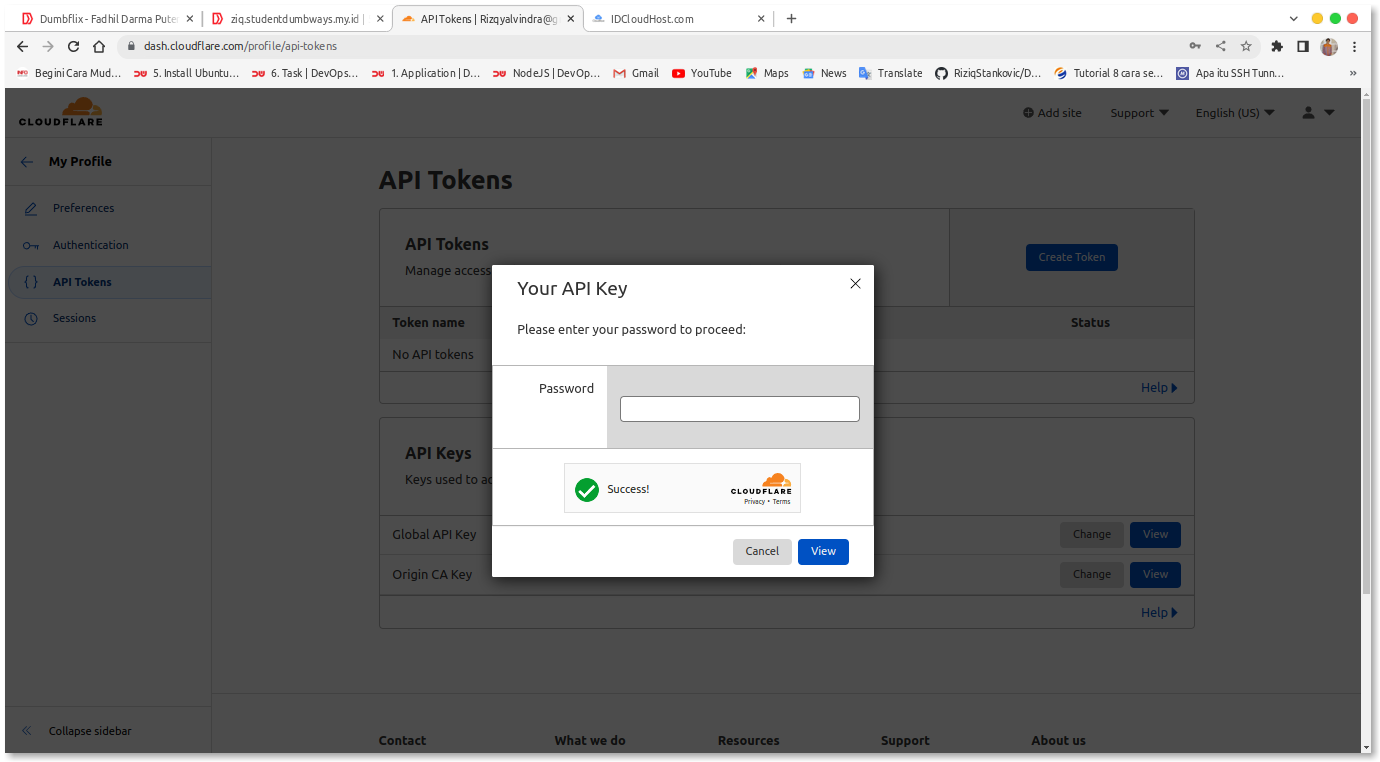 Dumbflix - Fadhil Darma Puter
ziq.studentdumbways.my.id |
API Tokens | Rizqyalvindra@g
IDCloudHost.com
dash.cloudflare.com/profile/api-tokens
Begini Cara Mud...
5. Install Ubuntu...
6. Task | DevOps...
1. Application | D...
NodeJS | DevOp...
Gmail
YouTube
Maps
News
Translate
RiziqStankovic/D...
Tutorial 8 cara se...
Apa itu SSH Tunn...
CLOUDFLARE
Add site
Support
English (US)
My Profile
Preferences
Authentication
API Tokens
Sessions
Collapse sidebar
API Tokens
API Tokens
Manage access
Create Token
Token name
Status
No API tokens
Help
API Keys
Keys used to ac
Global API Key
Change
View
Origin CA Key
Change
View
Help
Your API Key
Please enter your password to proceed:
Password
Success!
CLOUDFLARE
Privacy • Terms
Cancel
View
Contact
What we do
Resources
Support
About us